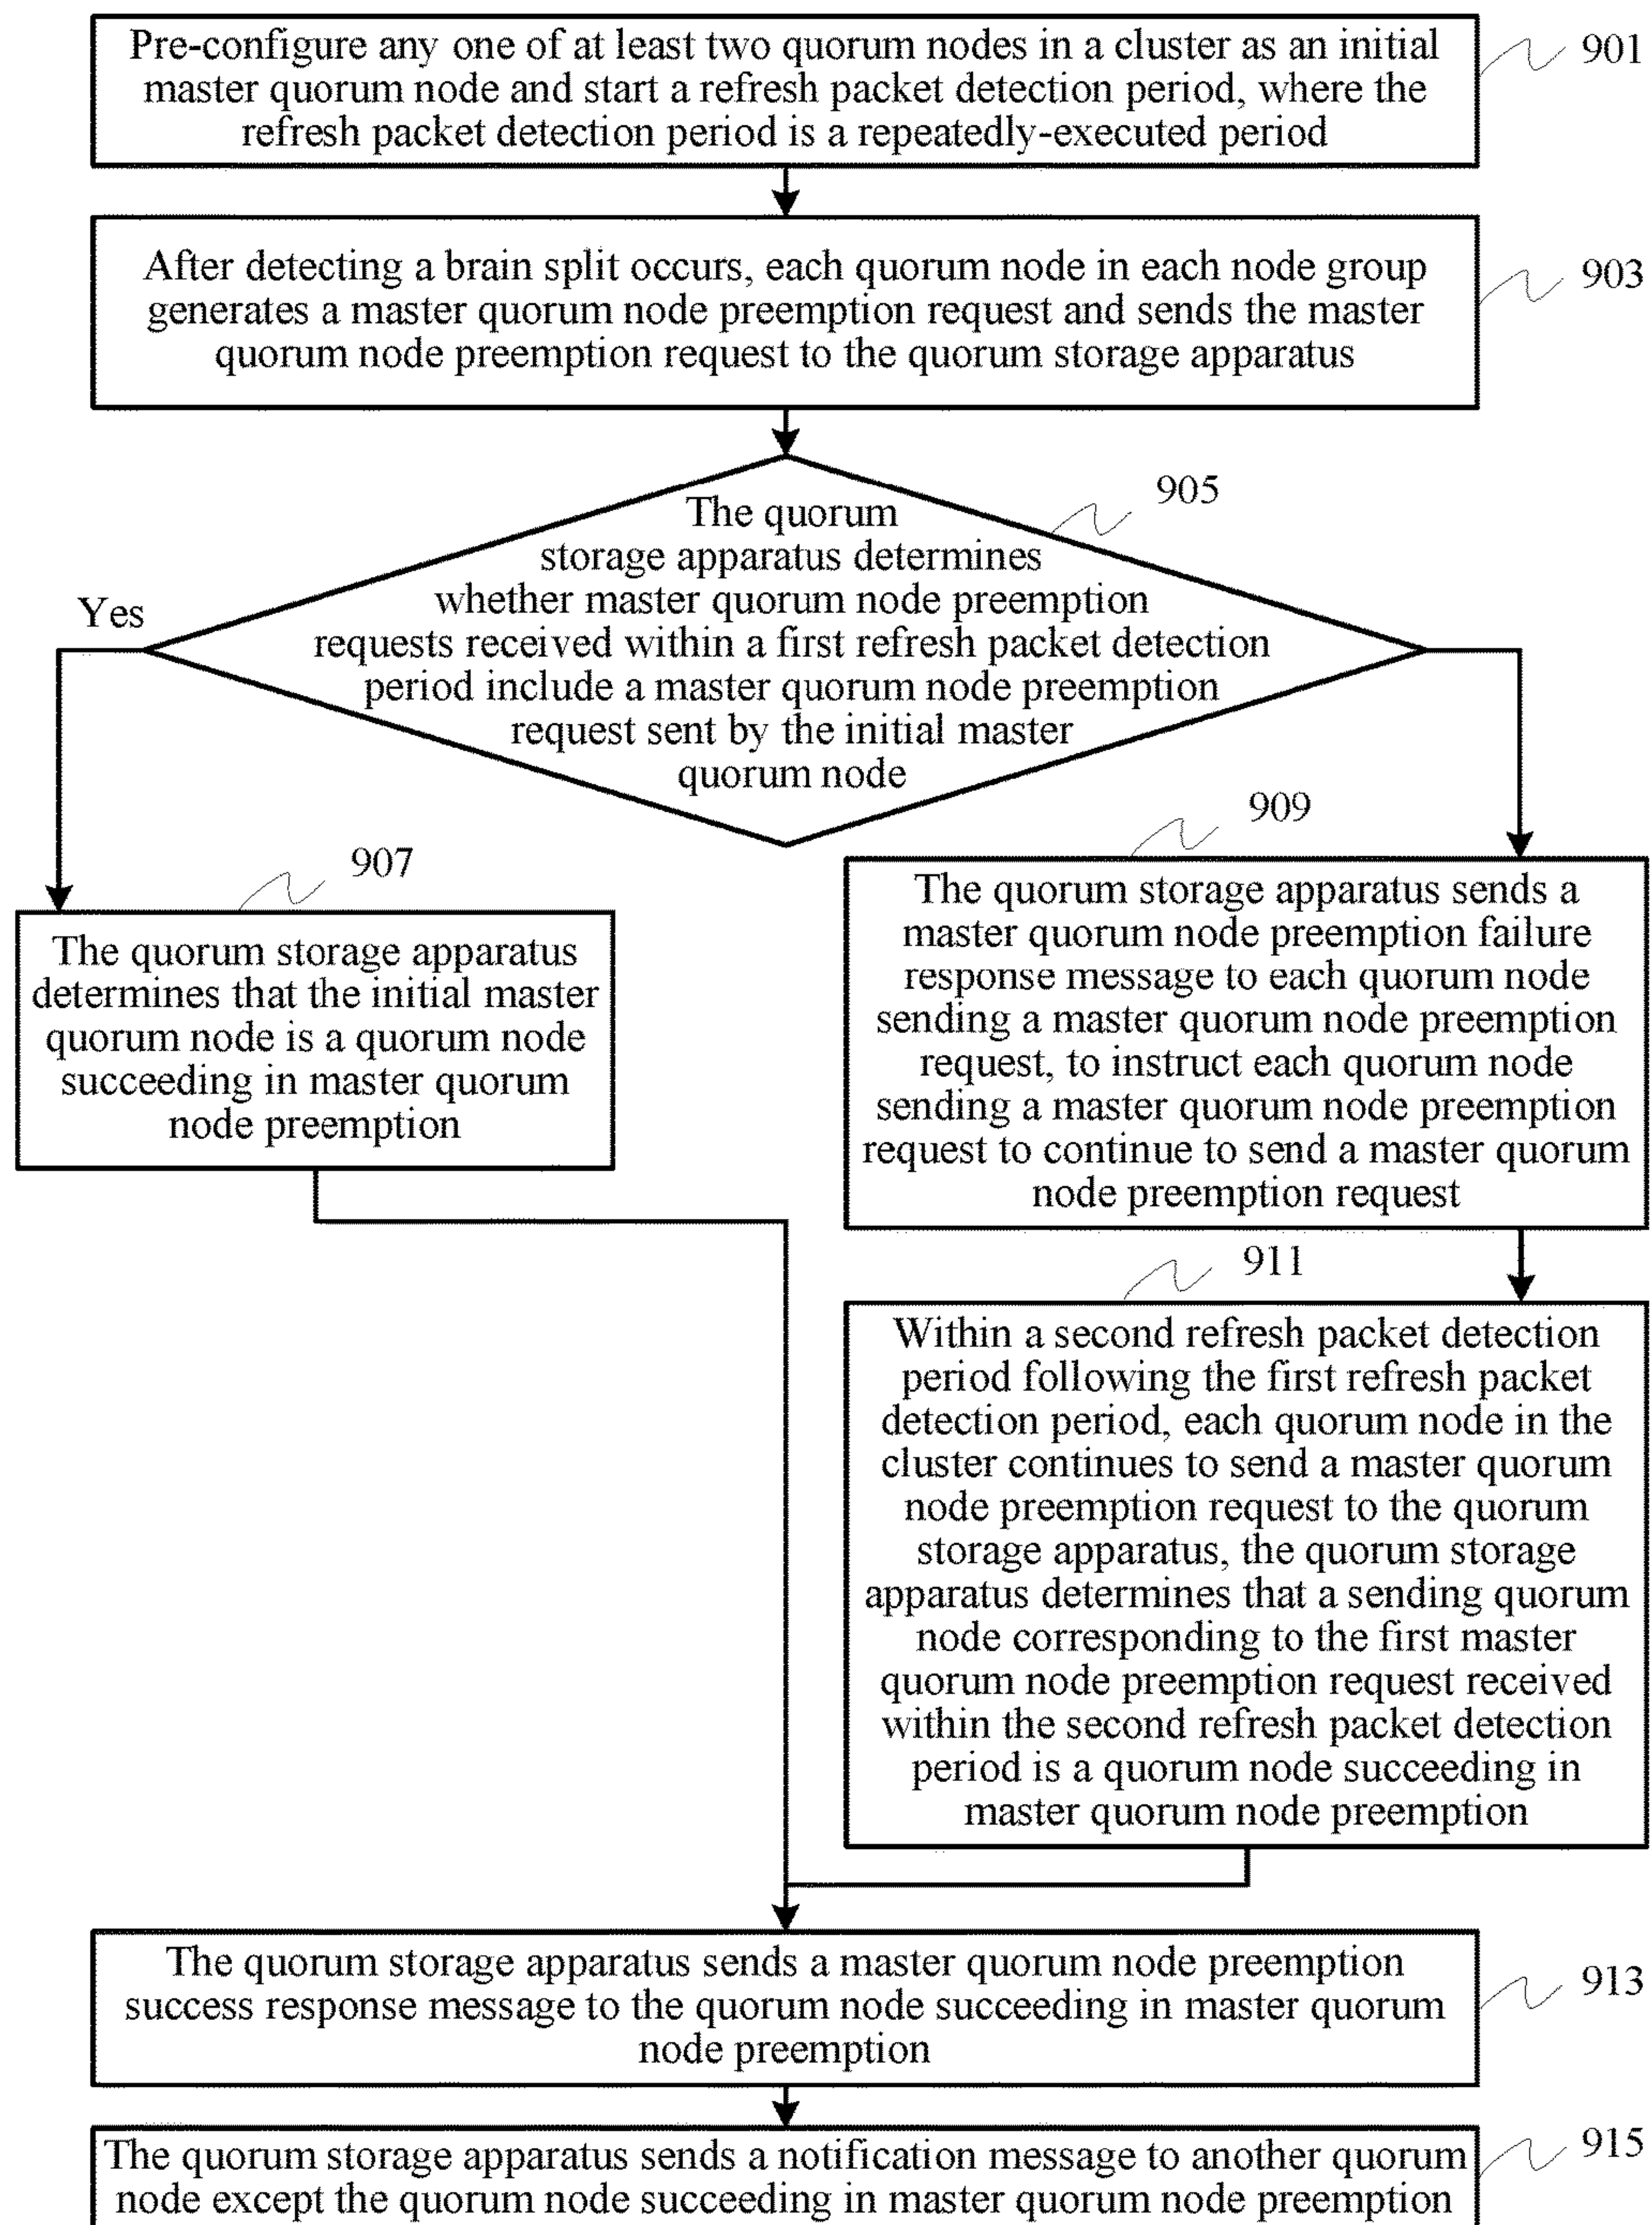 Pre-configure any one of at least two quorum nodes in a cluster as an initial
master quorum node and start a refresh packet detection period, where the
refresh packet detection period is a repeatedly-executed period
901
After detecting a brain split occurs, each quorum node in each node group
generates a master quorum node preemption request and sends the master
quorum node preemption request to the quorum storage apparatus
903
905
The quorum
storage apparatus determines
whether master quorum node preemption
requests received within a first refresh packet detection
period include a master quorum node preemption
request sent by the initial master
quorum node
Yes
907
The quorum storage apparatus
determines that the initial master
quorum node is a quorum node
succeeding in master quorum
node preemption
909
The quorum storage apparatus sends a
master quorum node preemption failure
response message to each quorum node
sending a master quorum node preemption
request, to instruct each quorum node
sending a master quorum node preemption
request to continue to send a master quorum
node preemption request
911
Within a second refresh packet detection
period following the first refresh packet
detection period, each quorum node in the
cluster continues to send a master quorum
node preemption request to the quorum
storage apparatus, the quorum storage
apparatus determines that a sending quorum
node corresponding to the first master
quorum node preemption request received
within the second refresh packet detection
period is a quorum node succeeding in
master quorum node preemption
The quorum storage apparatus sends a master quorum node preemption
success response message to the quorum node succeeding in master quorum
node preemption
913
The quorum storage apparatus sends a notification message to another quorum
node except the quorum node succeeding in master quorum node preemption
915